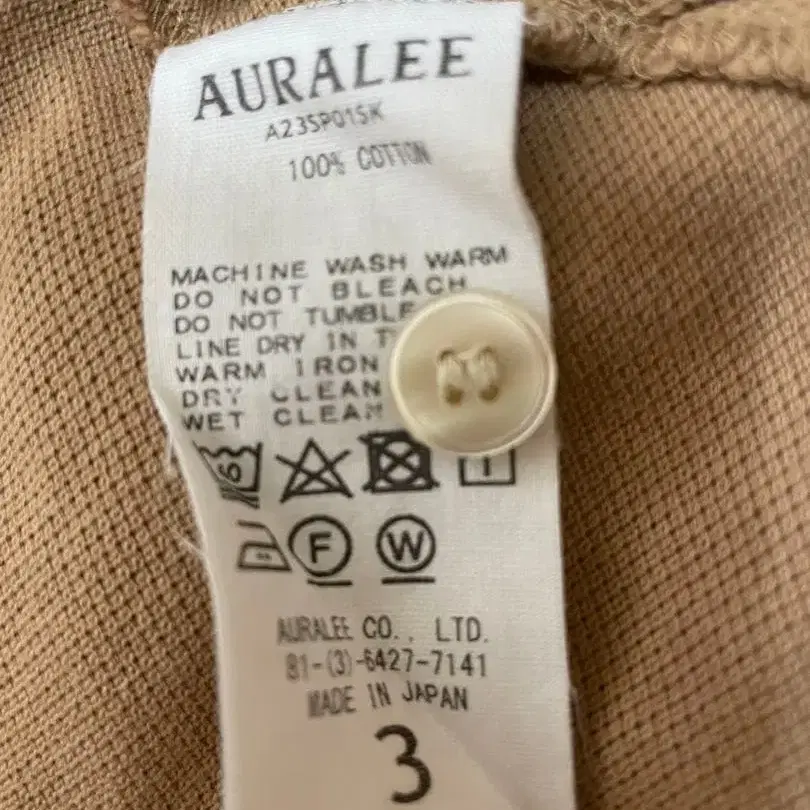 AURALEE
A23SP01SK
100% COTTON
MACHINE WASH WARM
DO NOT BLEACH
DO NOT TUMBLE
LINE DRY IN
WARM IRON
DRY CLEAN
WET CLEAN
F W
AURALEE CO., LTD.
81-(3)-6427-7141
MADE IN JAPAN
3